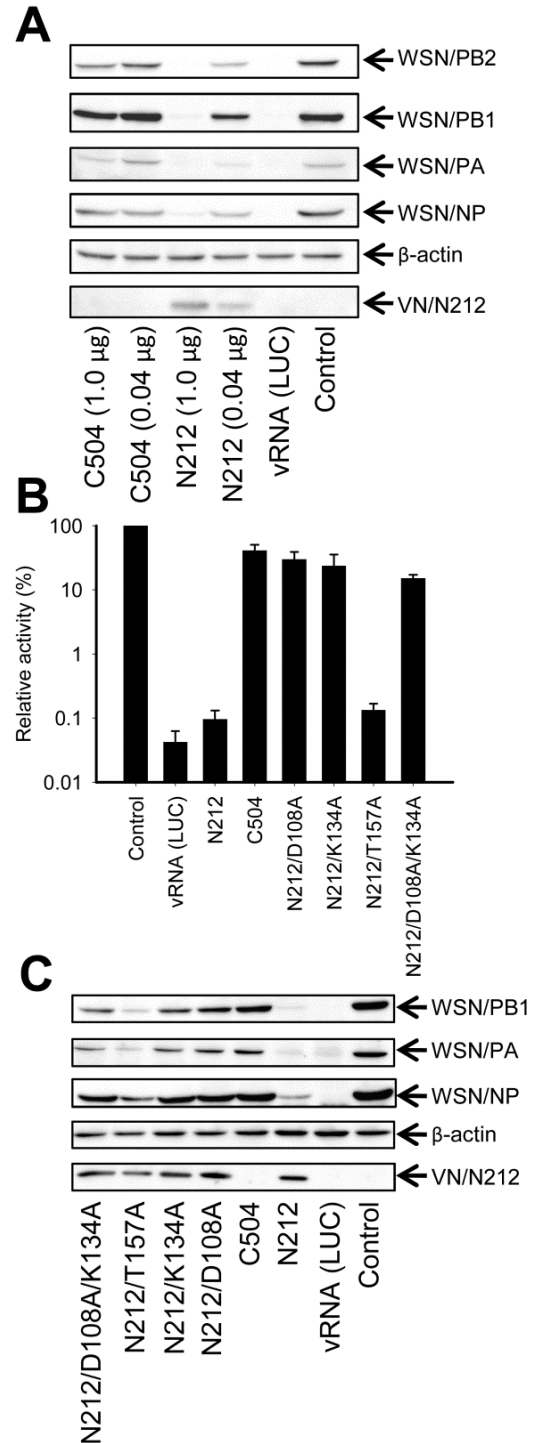 A
WSN/PB2
WSN/PB1
WSN/PA
WSN/NP
β-actin
VN/N212
C504 (1.0 µg)
C504 (0.04 µg)
N212 (1.0 µg)
N212 (0.04 µg)
vRNA (LUC)
Control
B
Relative activity (%)
100
10
1
0.1
0.01
Control
vRNA (LUC)
N212
C504
N212/D108A
N212/K134A
N212/T157A
N212/D108A/K134A
C
WSN/PB1
WSN/PA
WSN/NP
β-actin
VN/N212
N212/D108A/K134A
N212/T157A
N212/K134A
N212/D108A
C504
N212
vRNA (LUC)
Control